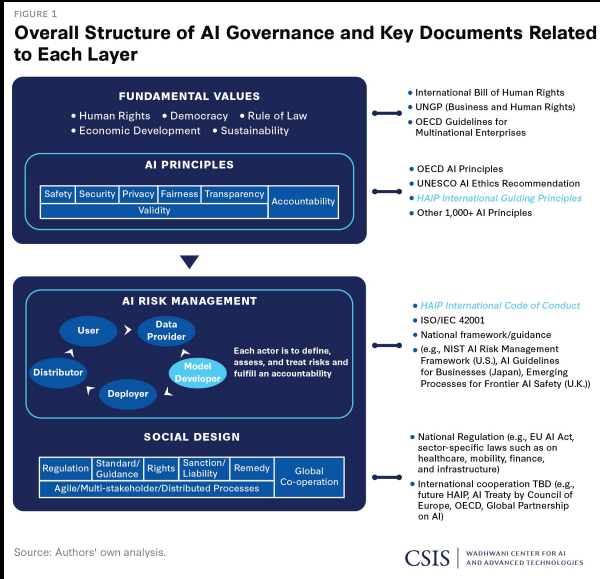 FIGURE 1
Overall Structure of AI Governance and Key Documents Related
to Each Layer
FUNDAMENTAL VALUES
• Human Rights • Democracy • Rule of Law
• Economic Development • Sustainability
• International Bill of Human Rights
• UNGP (Business and Human Rights)
• OECD Guidelines for
Multinational Enterprises
AI PRINCIPLES
Safety Security Privacy Fairness Transparency
Accountability
Validity
• OECD AI Principles
• UNESCO AI Ethics Recommendation
• HAIP International Guiding Principles
• Other 1,000+ AI Principles
AI RISK MANAGEMENT
User
Data
Provider
Model
Developer
Deployer
Distributor
Each actor is to define,
assess, and treat risks and
fulfill an accountability
• HAIP International Code of Conduct
• ISO/IEC 42001
• National framework/guidance
• (e.g., NIST AI Risk Management
Framework (U.S.), AI Guidelines
for Businesses (Japan), Emerging
Processes for Frontier AI Safety (U.K.))
SOCIAL DESIGN
Regulation
Standard/
Guidance
Rights
Sanction/
Liability
Remedy
Global
Co-operation
Agile/Multi-stakeholder/Distributed Processes
• National Regulation (e.g., EU AI Act,
sector-specific laws such as on
healthcare, mobility, finance,
and infrastructure)
• International cooperation TBD (e.g.,
future HAIP, AI Treaty by Council of
Europe, OECD, Global Partnership
on AI)
Source: Authors' own analysis.
CSIS
WADHWANI CENTER FOR AI
AND ADVANCED TECHNOLOGIES